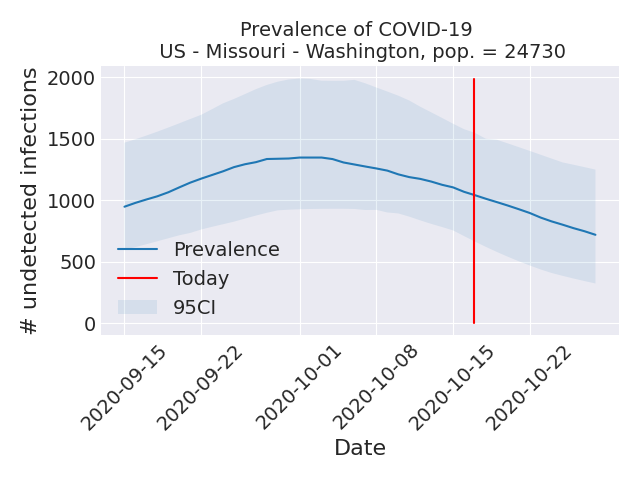 Prevalence of COVID-19
US - Missouri - Washington, pop. = 24730
# undetected infections
2000
1500
1000
500
0
Prevalence
Today
95CI
2020-09-15
2020-09-22
2020-10-01
2020-10-08
2020-10-15
2020-10-22
Date